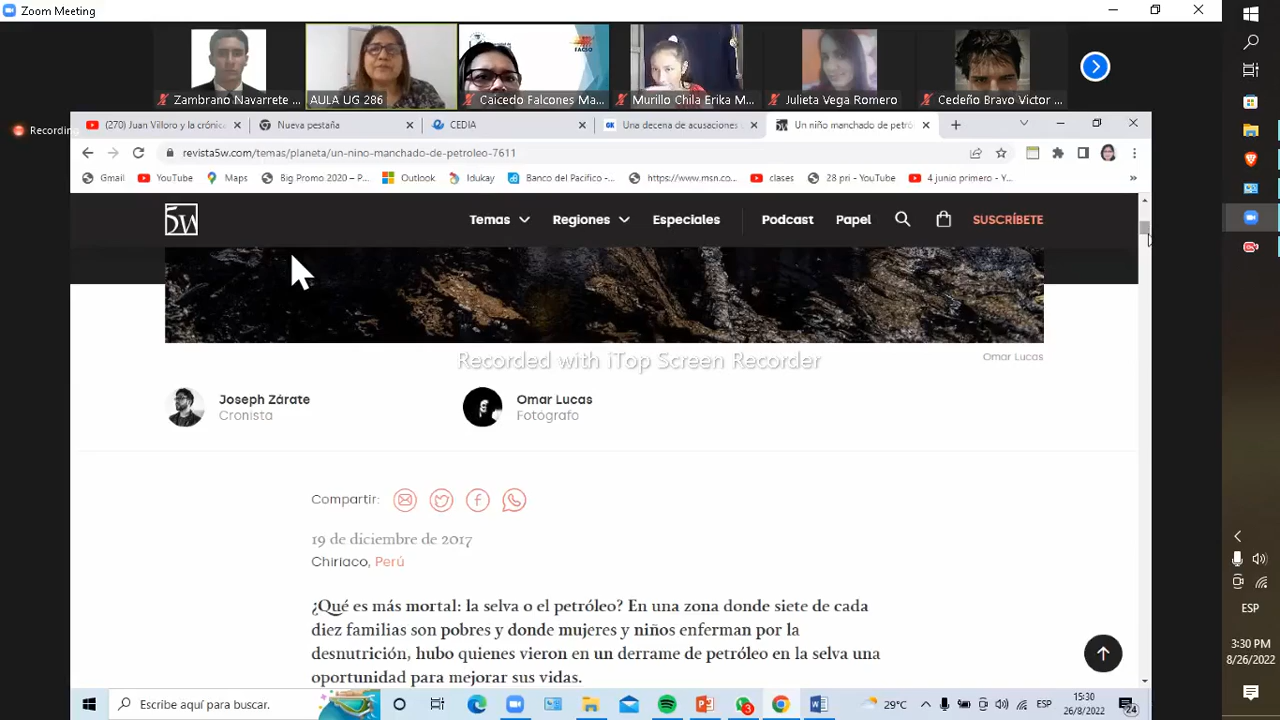 Zoom Meeting
Zambrano Navarrete ...
AULA UG 286
Caicedo Falcones Ma...
Murillo Chila Erika M...
Julieta Vega Romero
Cedeño Bravo Victor ...
Recording
(270) Juan Villoro y la crónica
Nueva pestaña
CEDIA
Una decena de acusaciones
Un niño manchado de petró
revista5w.com/temas/planeta/un-nino-manchado-de-petroleo-7611
Gmail
YouTube
Maps
Big Promo 2020 – P...
Outlook
Idukay
Banco del Pacífico -...
https://www.msn.co...
clases
28 pri - YouTube
4 junio primero - Y...
5W
Temas
Regiones
Especiales
Podcast
Papel
SUSCRÍBETE
Recorded with iTop Screen Recorder
Omar Lucas
Joseph Zárate
Cronista
Omar Lucas
Fotógrafo
Compartir:
19 de diciembre de 2017
Chiriaco, Perú
¿Qué es más mortal: la selva o el petróleo? En una zona donde siete de cada
diez familias son pobres y donde mujeres y niños enferman por la
desnutrición, hubo quienes vieron en un derrame de petróleo en la selva una
oportunidad para mejorar sus vidas.
Escribe aquí para buscar.
3
29°C
ESP
15:30
26/8/2022
24
ESP
3:30 PM
8/26/2022